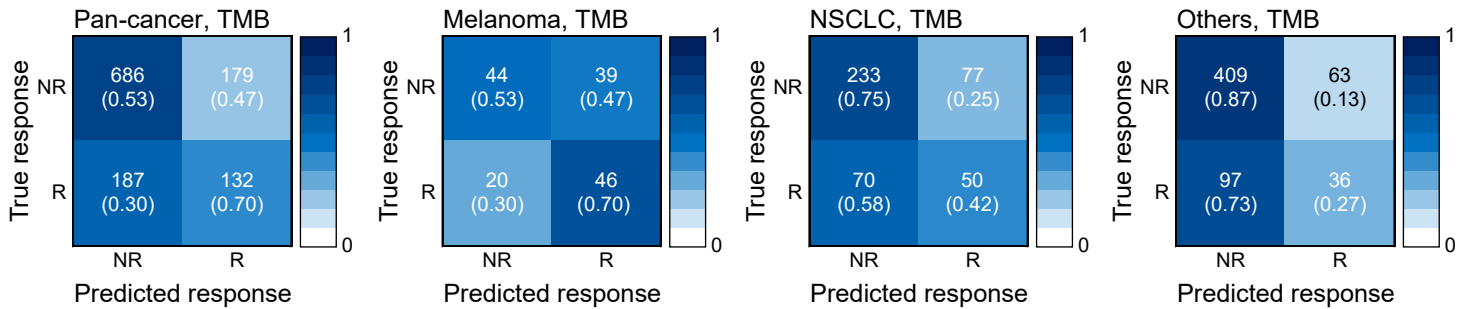 Pan-cancer, TMB
True response
NR
R
686
(0.53)
179
(0.47)
187
(0.30)
132
(0.70)
NR
R
Predicted response
1
0
Melanoma, TMB
True response
NR
R
44
(0.53)
39
(0.47)
20
(0.30)
46
(0.70)
NR
R
Predicted response
1
0
NSCLC, TMB
True response
NR
R
233
(0.75)
77
(0.25)
70
(0.58)
50
(0.42)
NR
R
Predicted response
1
0
Others, TMB
True response
NR
R
409
(0.87)
63
(0.13)
97
(0.73)
36
(0.27)
NR
R
Predicted response
1
0